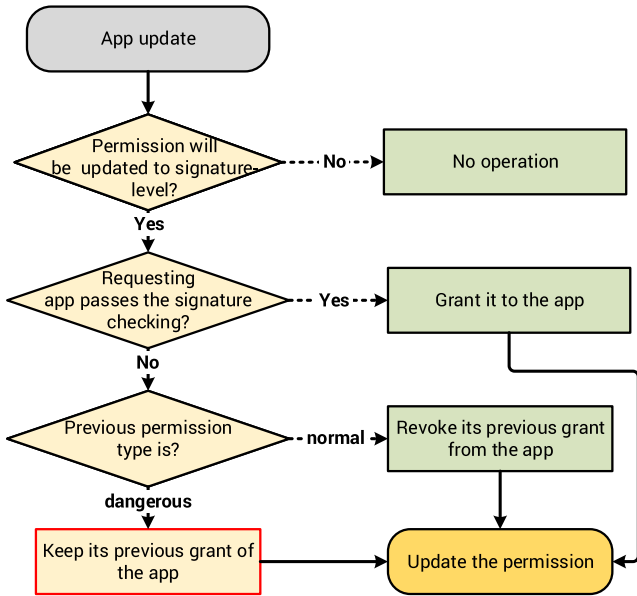 App update
Permission will
be updated to signature-
level?
No
No operation
Yes
Requesting
app passes the signature
checking?
Yes
Grant it to the app
No
Previous permission
type is?
normal
Revoke its previous grant
from the app
dangerous
Keep its previous grant of
the app
Update the permission